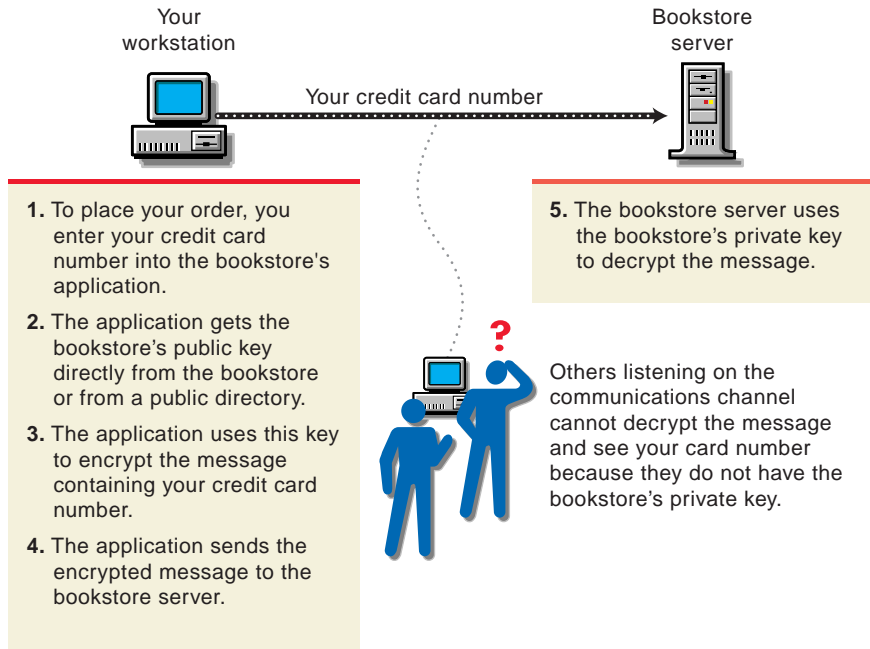 Your
workstation
Bookstore
server
Your credit card number
1. To place your order, you
enter your credit card
number into the bookstore's
application.
2. The application gets the
bookstore’s public key
directly from the bookstore
or from a public directory.
3. The application uses this key
to encrypt the message
containing your credit card
number.
4. The application sends the
encrypted message to the
bookstore server.
5. The bookstore server uses
the bookstore’s private key
to decrypt the message.
?
Others listening on the
communications channel
cannot decrypt the message
and see your card number
because they do not have the
bookstore’s private key.